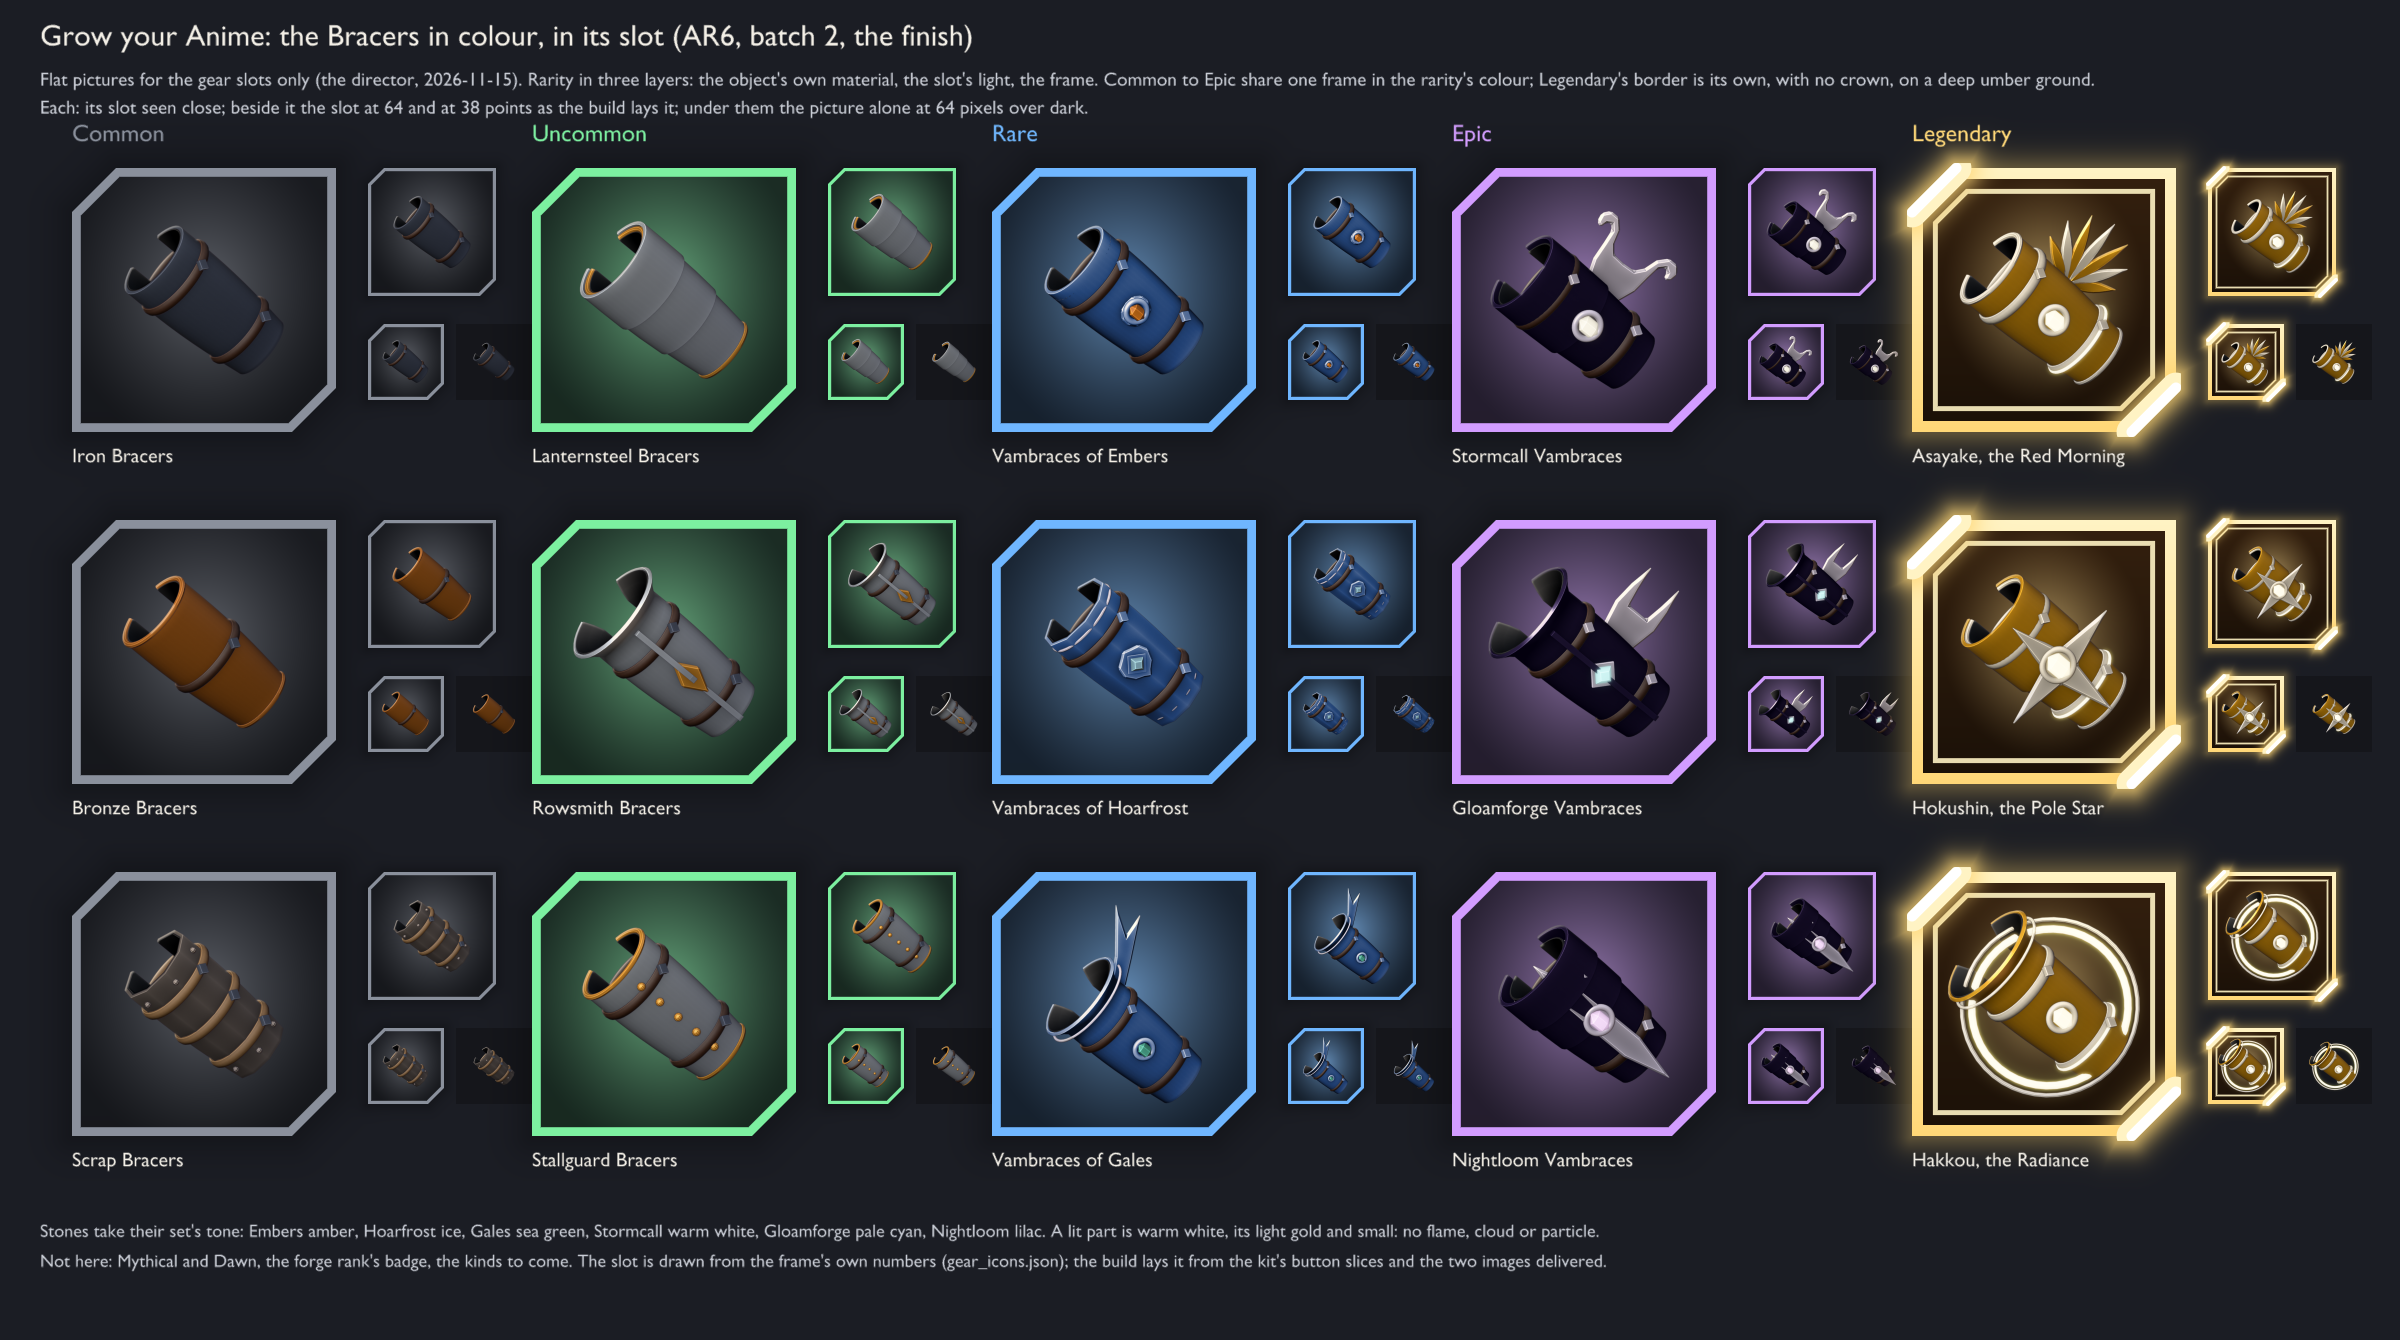 Grow your Anime: the Bracers in colour, in its slot (AR6, batch 2, the finish)
Flat pictures for the gear slots only (the director, 2026-11-15). Rarity in three layers: the object's own material, the slot's light, the frame. Common to Epic share one frame in the rarity's colour; Legendary's border is its own, with no crown, on a deep umber ground.
Each: its slot seen close; beside it the slot at 64 and at 38 points as the build lays it; under them the picture alone at 64 pixels over dark.
Common
Uncommon
Rare
Epic
Legendary
Iron Bracers
Lanternsteel Bracers
Vambraces of Embers
Stormcall Vambraces
Asayake, the Red Morning
Bronze Bracers
Rowsmith Bracers
Vambraces of Hoarfrost
Gloamforge Vambraces
Hokushin, the Pole Star
Scrap Bracers
Stallguard Bracers
Vambraces of Gales
Nightloom Vambraces
Hakkou, the Radiance
Stones take their set's tone: Embers amber, Hoarfrost ice, Gales sea green, Stormcall warm white, Gloamforge pale cyan, Nightloom lilac. A lit part is warm white, its light gold and small: no flame, cloud or particle.
Not here: Mythical and Dawn, the forge rank's badge, the kinds to come. The slot is drawn from the frame's own numbers (gear_icons.json); the build lays it from the kit's button slices and the two images delivered.